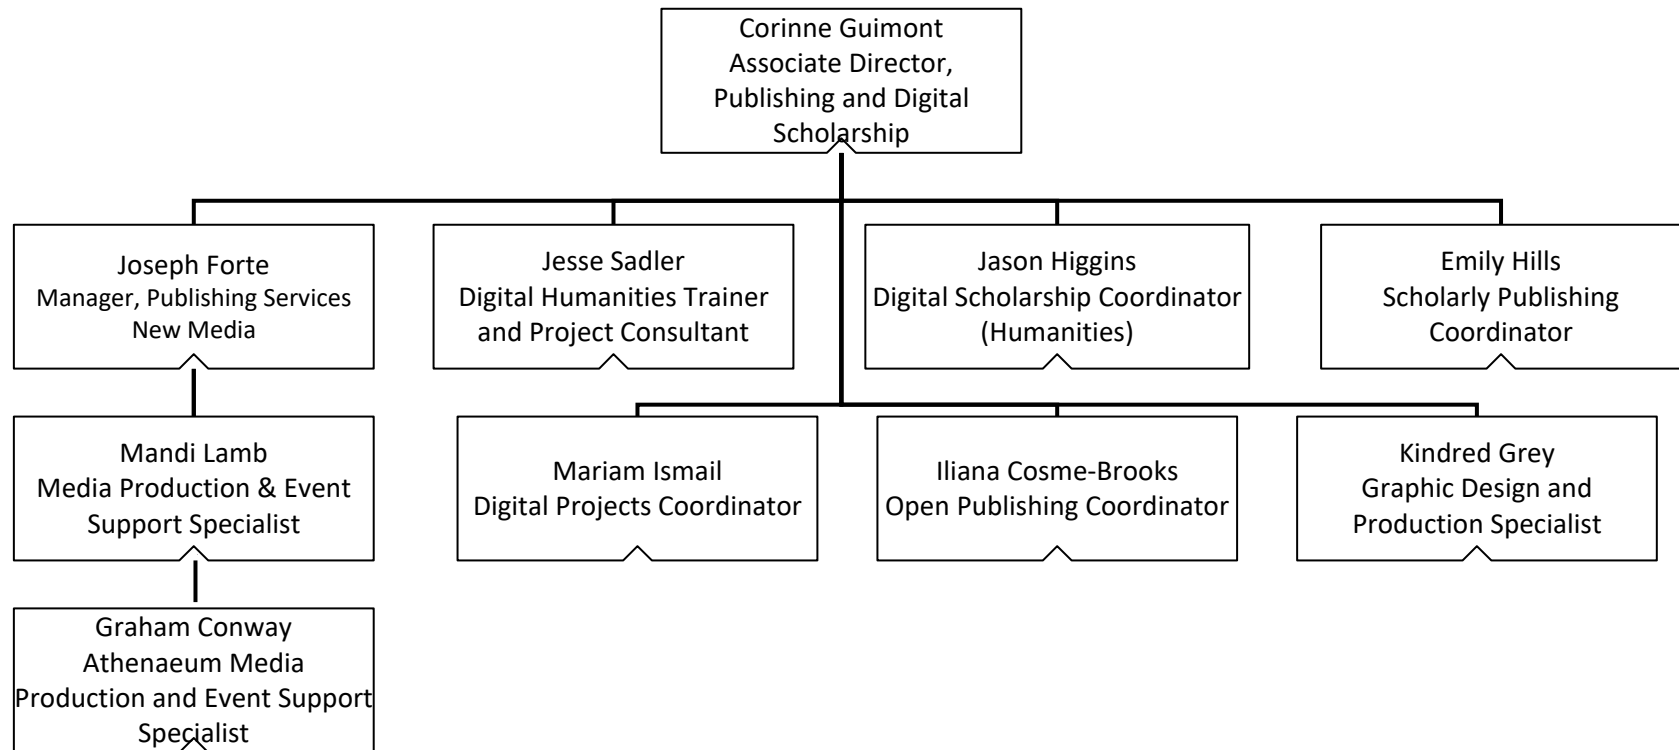 Corinne Guimont
Associate Director,
Publishing and Digital
Scholarship
Joseph Forte
Manager, Publishing Services
New Media
Jesse Sadler
Digital Humanities Trainer
and Project Consultant
Jason Higgins
Digital Scholarship Coordinator
(Humanities)
Emily Hills
Scholarly Publishing
Coordinator
Mandi Lamb
Media Production & Event
Support Specialist
Mariam Ismail
Digital Projects Coordinator
Iliana Cosme-Brooks
Open Publishing Coordinator
Kindred Grey
Graphic Design and
Production Specialist
Graham Conway
Athenaeum Media
Production and Event Support
Specialist